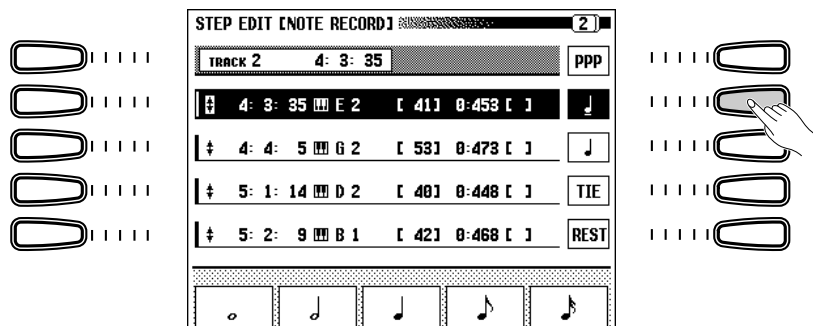 STEP EDIT [NOTE RECORD] 2
TRACK 2 4: 3: 35 PPP
4: 3: 35 E 2 [ 41] 0:453 [ ]
4: 4: 5 G 2 [ 53] 0:473 [ ]
5: 1: 14 D 2 [ 40] 0:448 [ ] TIE
5: 2: 9 B 1 [ 42] 0:468 [ ] REST